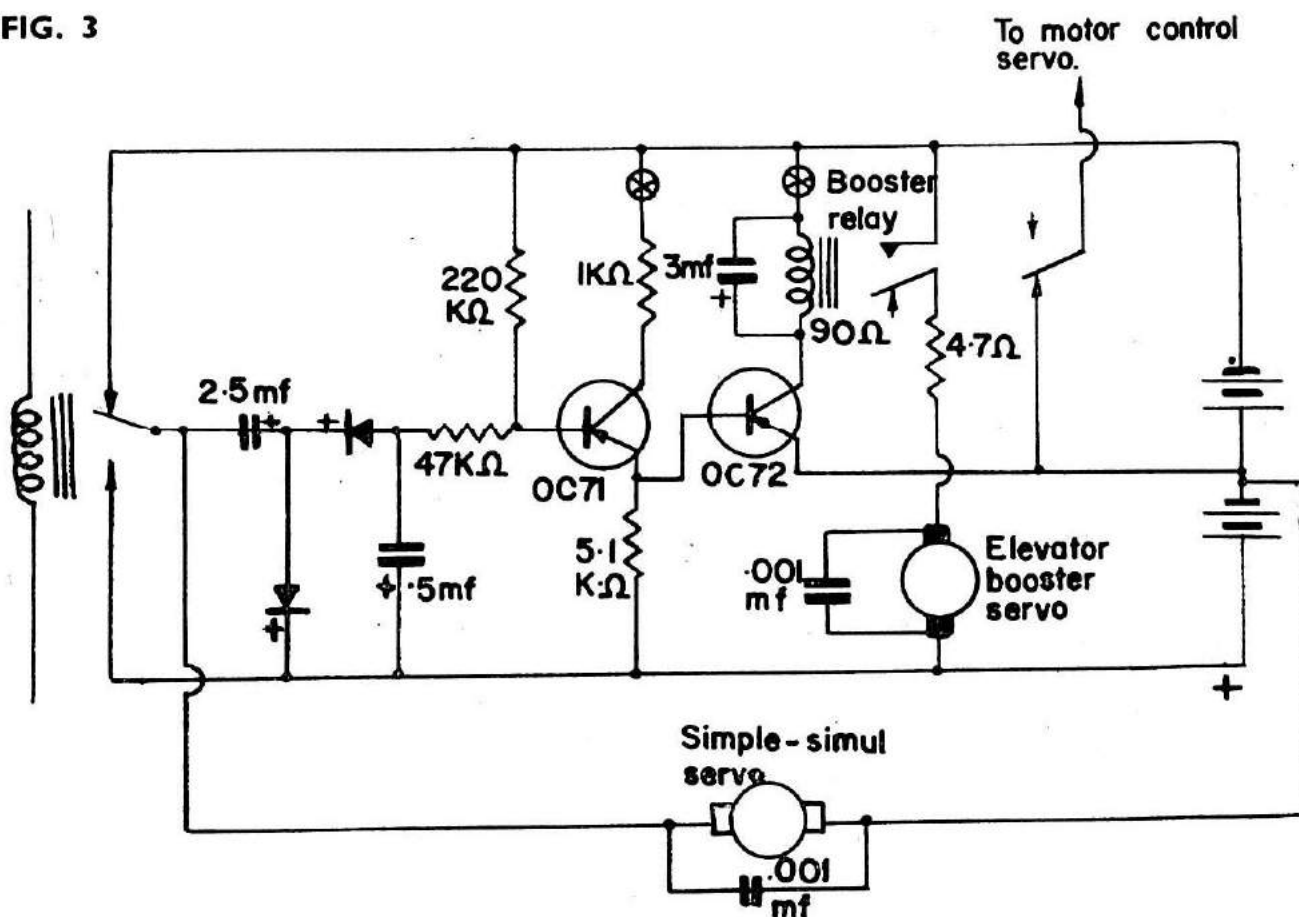 FIG. 3
To motor control
servo.
Booster
relay
220
KΩ
1KΩ
3mf
+
90Ω
4·7Ω
2·5mf
+
+
47KΩ
OC71
OC72
5·1
K·Ω
+ ·5mf
+
·001
mf
Elevator
booster
servo
+
Simple-simul
servo
·001
mf